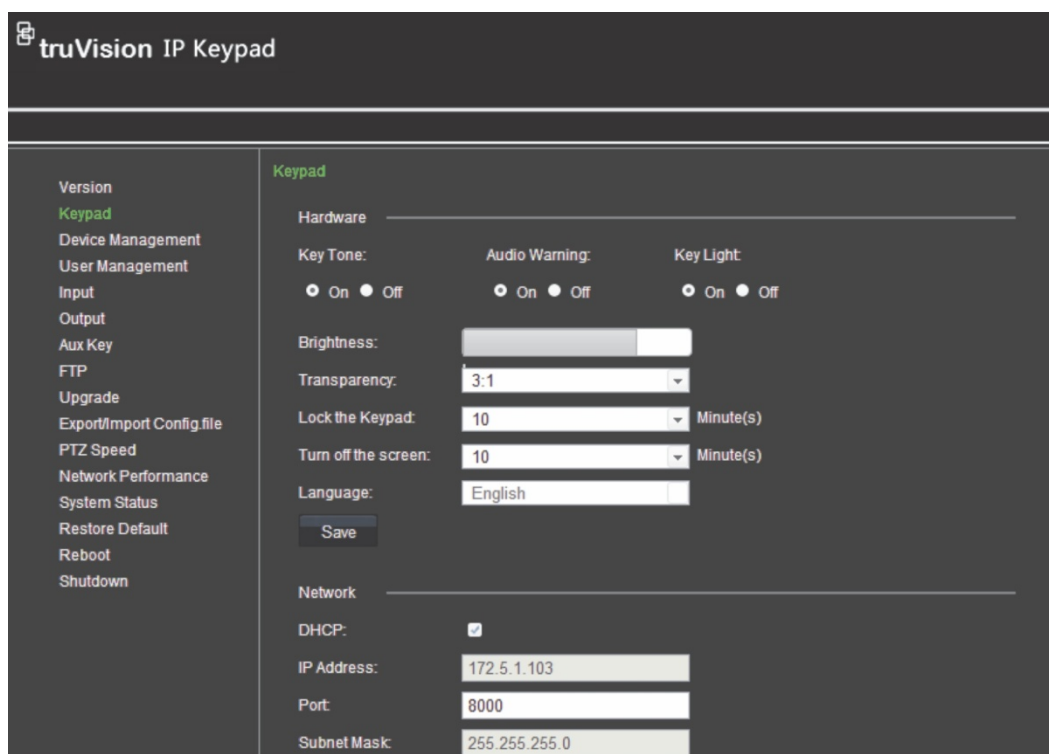 truVision IP Keypad
Version
Keypad
Device Management
User Management
Input
Output
Aux Key
FTP
Upgrade
Export/Import Config.file
PTZ Speed
Network Performance
System Status
Restore Default
Reboot
Shutdown
Keypad
Hardware
Key Tone: Audio Warning: Key Light:
On Off On Off On Off
Brightness:
Transparency: 3:1
Lock the Keypad: 10 Minute(s)
Turn off the screen: 10 Minute(s)
Language: English
Save
Network
DHCP:
IP Address: 172.5.1.103
Port: 8000
Subnet Mask: 255.255.255.0